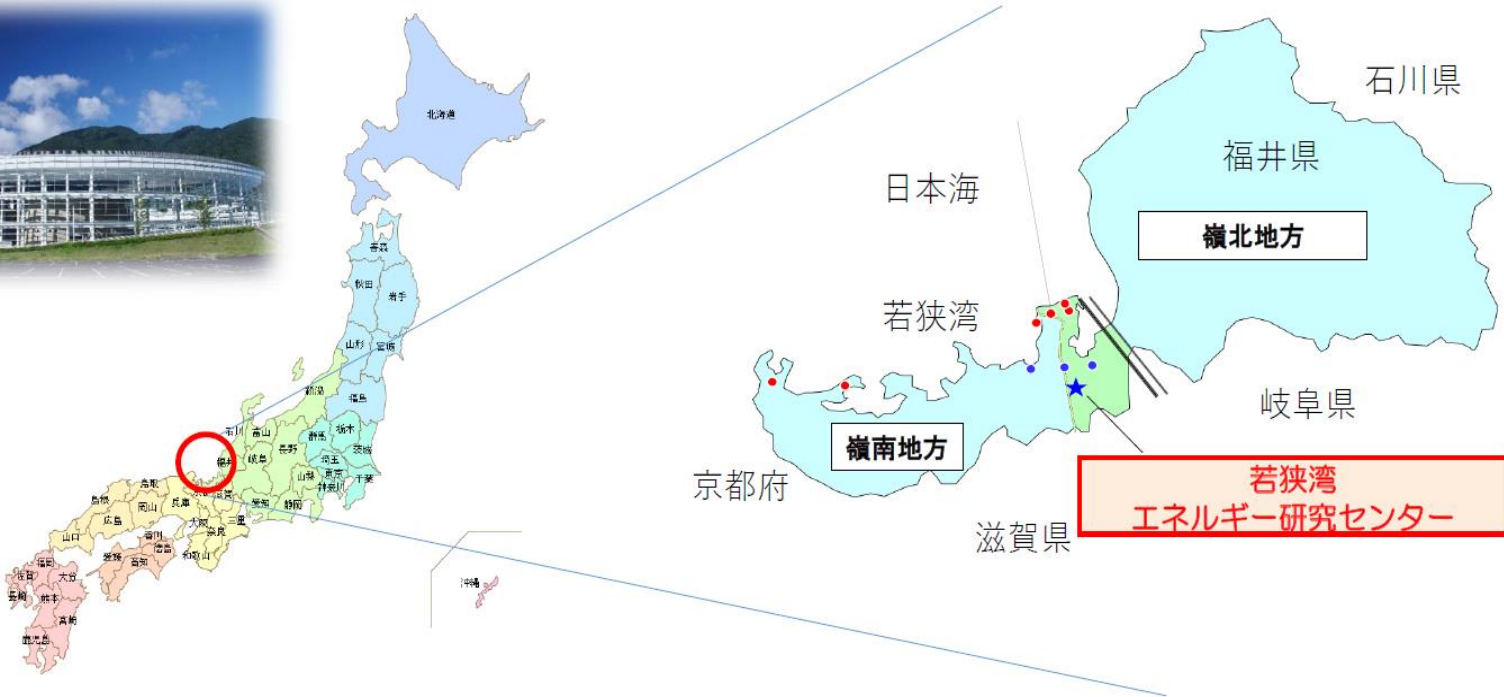 北海道
青森
秋田
岩手
山形
宮城
新潟
福島
石川
富山
群馬
栃木
福井
岐阜
長野
埼玉
茨城
山梨
東京
千葉
神奈川
愛知
静岡
滋賀
鳥取
島根
兵庫
岡山
広島
大阪
三重
奈良
和歌山
山口
香川
徳島
愛媛
高知
福岡
佐賀
大分
長崎
熊本
宮崎
鹿児島
沖縄
石川県
福井県
日本海
嶺北地方
若狭湾
岐阜県
嶺南地方
京都府
滋賀県
若狭湾
エネルギー研究センター